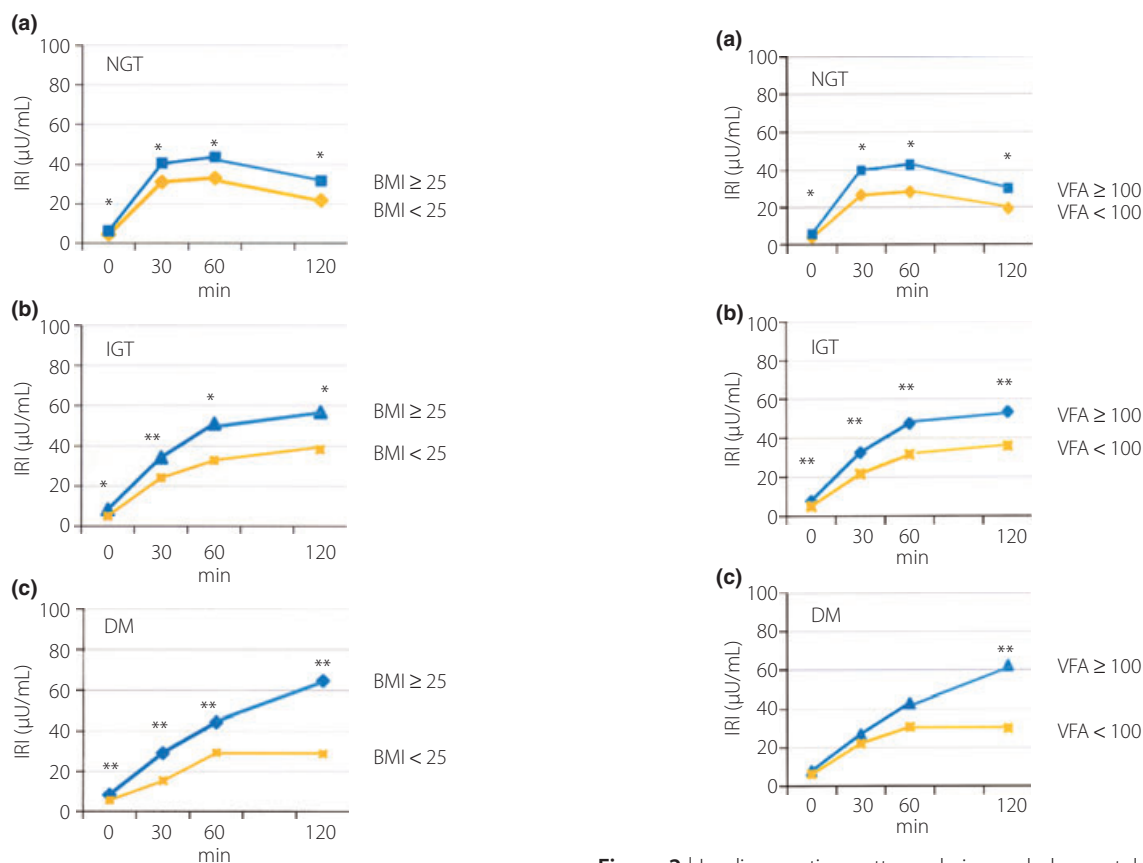 (a)
100
80
60
40
20
0
IRI (µU/mL)
NGT
*
*
*
*
0 30 60 120
min
BMI ≥ 25
BMI < 25
(b)
100
80
60
40
20
0
IRI (µU/mL)
IGT
*
**
*
*
0 30 60 120
min
BMI ≥ 25
BMI < 25
(c)
100
80
60
40
20
0
IRI (µU/mL)
DM
**
**
**
**
0 30 60 120
min
BMI ≥ 25
BMI < 25
(a)
100
80
60
40
20
0
IRI (µU/mL)
NGT
*
*
*
*
0 30 60 120
min
VFA ≥ 100
VFA < 100
(b)
100
80
60
40
20
0
IRI (µU/mL)
IGT
**
**
**
**
0 30 60 120
min
VFA ≥ 100
VFA < 100
(c)
100
80
60
40
20
0
IRI (µU/mL)
DM
**
0 30 60 120
min
VFA ≥ 100
VFA < 100